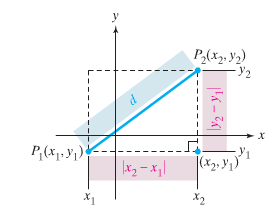 y
P₂(x₂, y₂)
y₂
d
|y₂ − y₁|
x
P₁(x₁, y₁)
y₁
(x₂, y₁)
|x₂ − x₁|
x₁
x₂